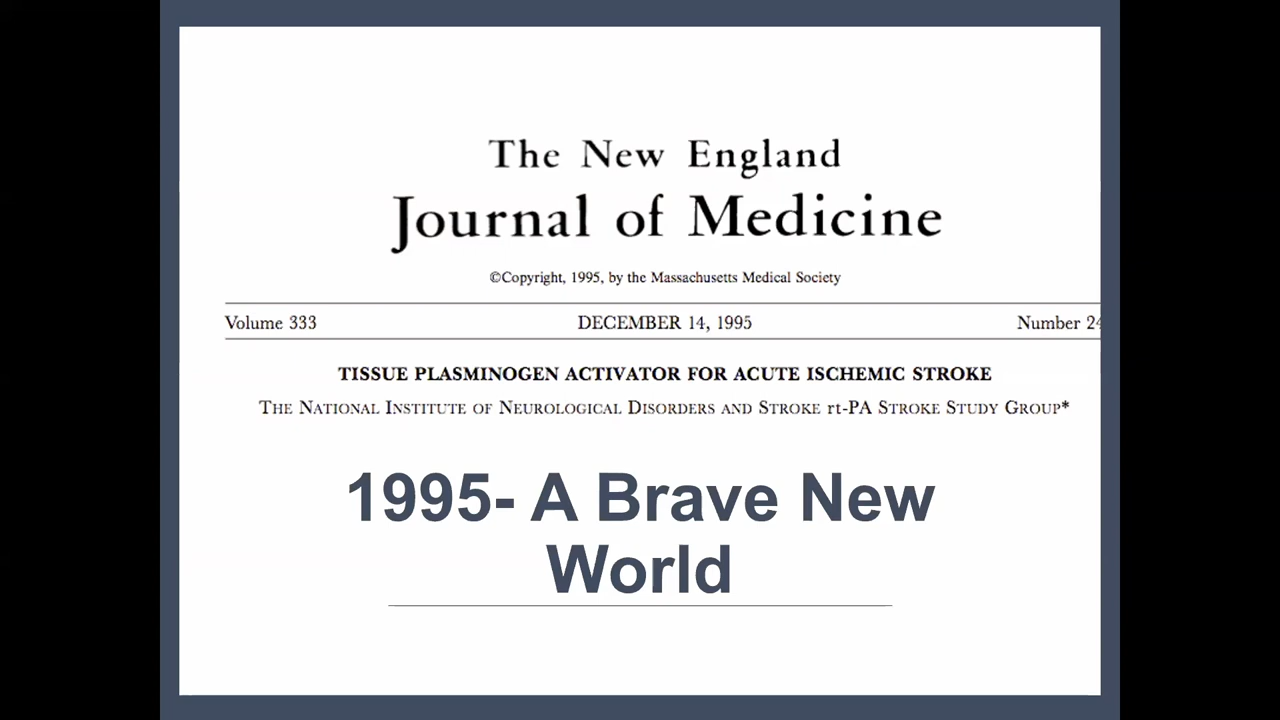 The New England
Journal of Medicine
©Copyright, 1995, by the Massachusetts Medical Society
Volume 333 DECEMBER 14, 1995 Number 24
TISSUE PLASMINOGEN ACTIVATOR FOR ACUTE ISCHEMIC STROKE
THE NATIONAL INSTITUTE OF NEUROLOGICAL DISORDERS AND STROKE rt-PA STROKE STUDY GROUP*
1995- A Brave New
World